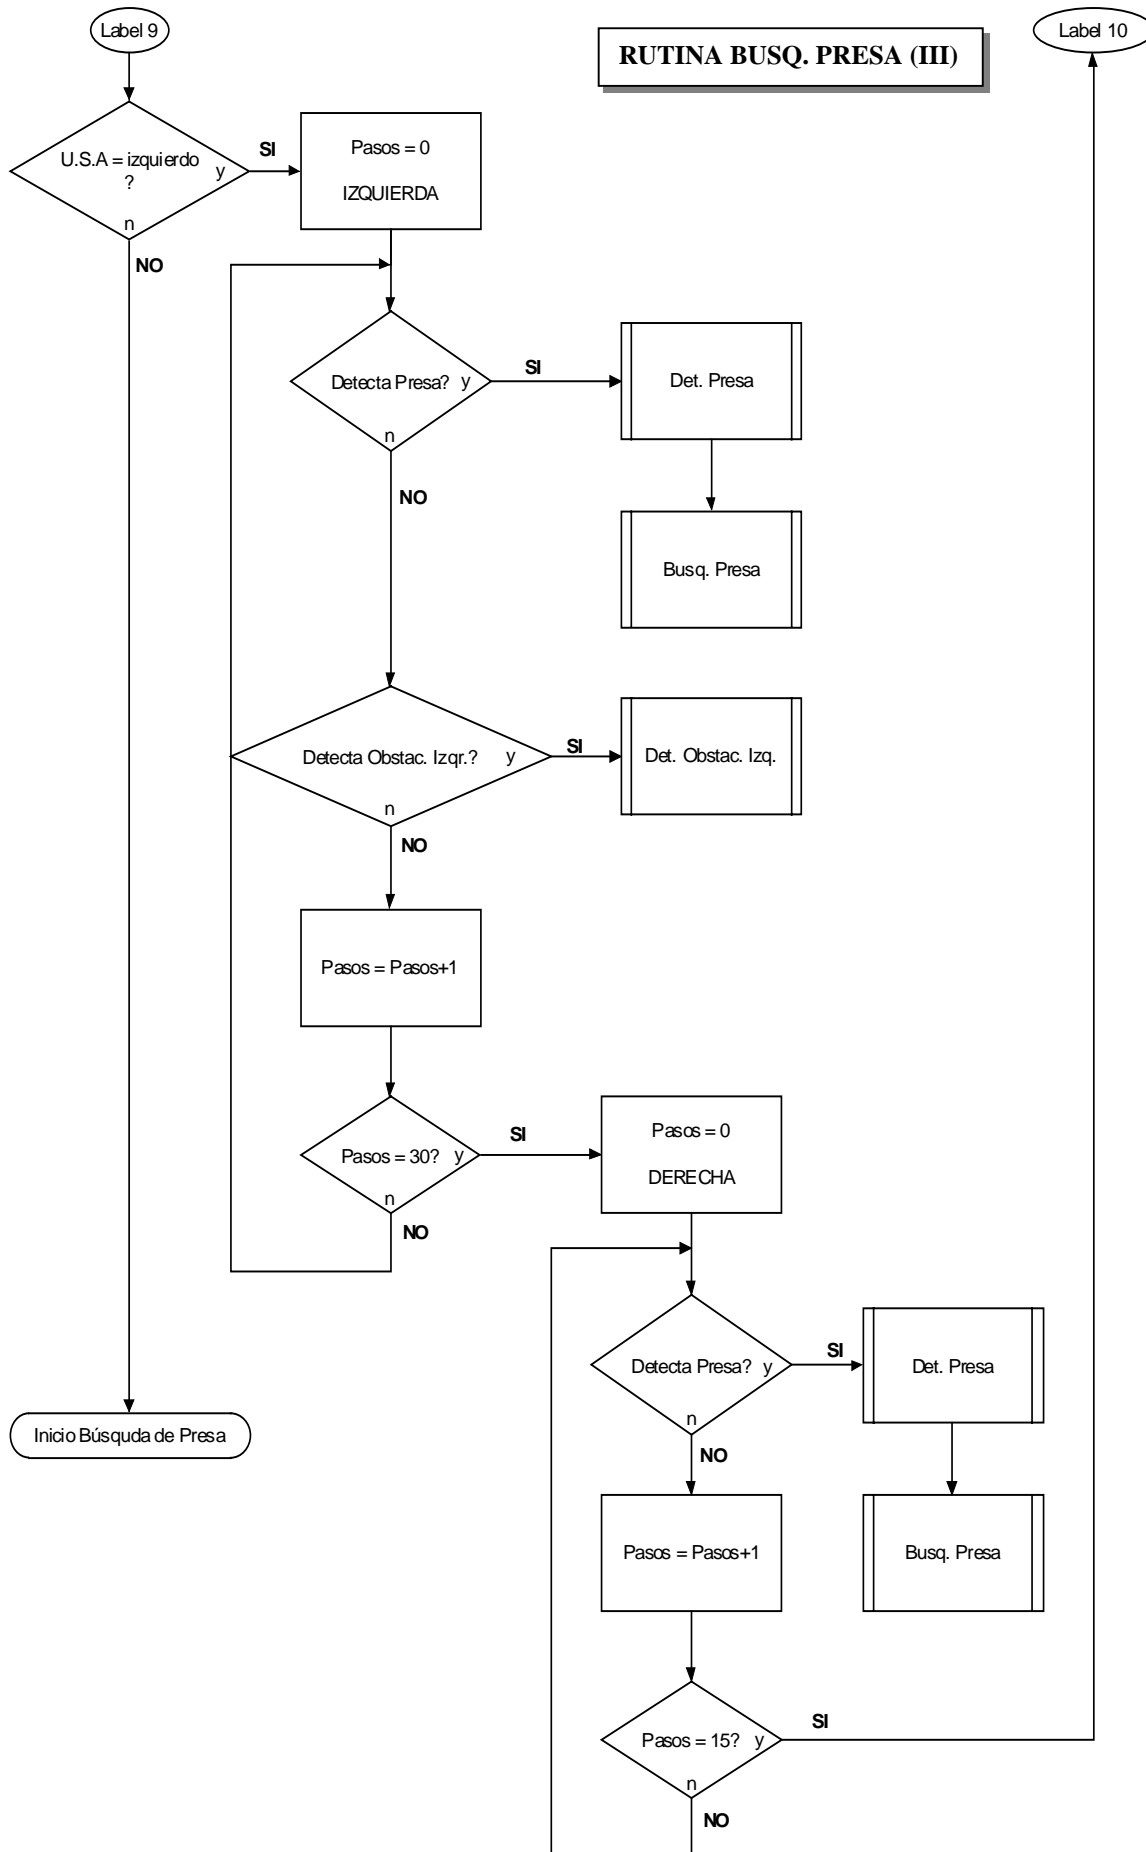 Label 9
Label 10
RUTINA BUSQ. PRESA (III)
U.S.A = izquierdo
?
y
n
SI
NO
Pasos = 0
IZQUIERDA
Detecta Presa?
y
n
SI
NO
Det. Presa
Busq. Presa
Detecta Obstac. Izqr.?
y
n
SI
NO
Det. Obstac. Izq.
Pasos = Pasos+1
Pasos = 30?
y
n
SI
NO
Pasos = 0
DERECHA
Detecta Presa?
y
n
SI
NO
Det. Presa
Inicio Búsquda de Presa
Pasos = Pasos+1
Busq. Presa
Pasos = 15?
y
n
SI
NO